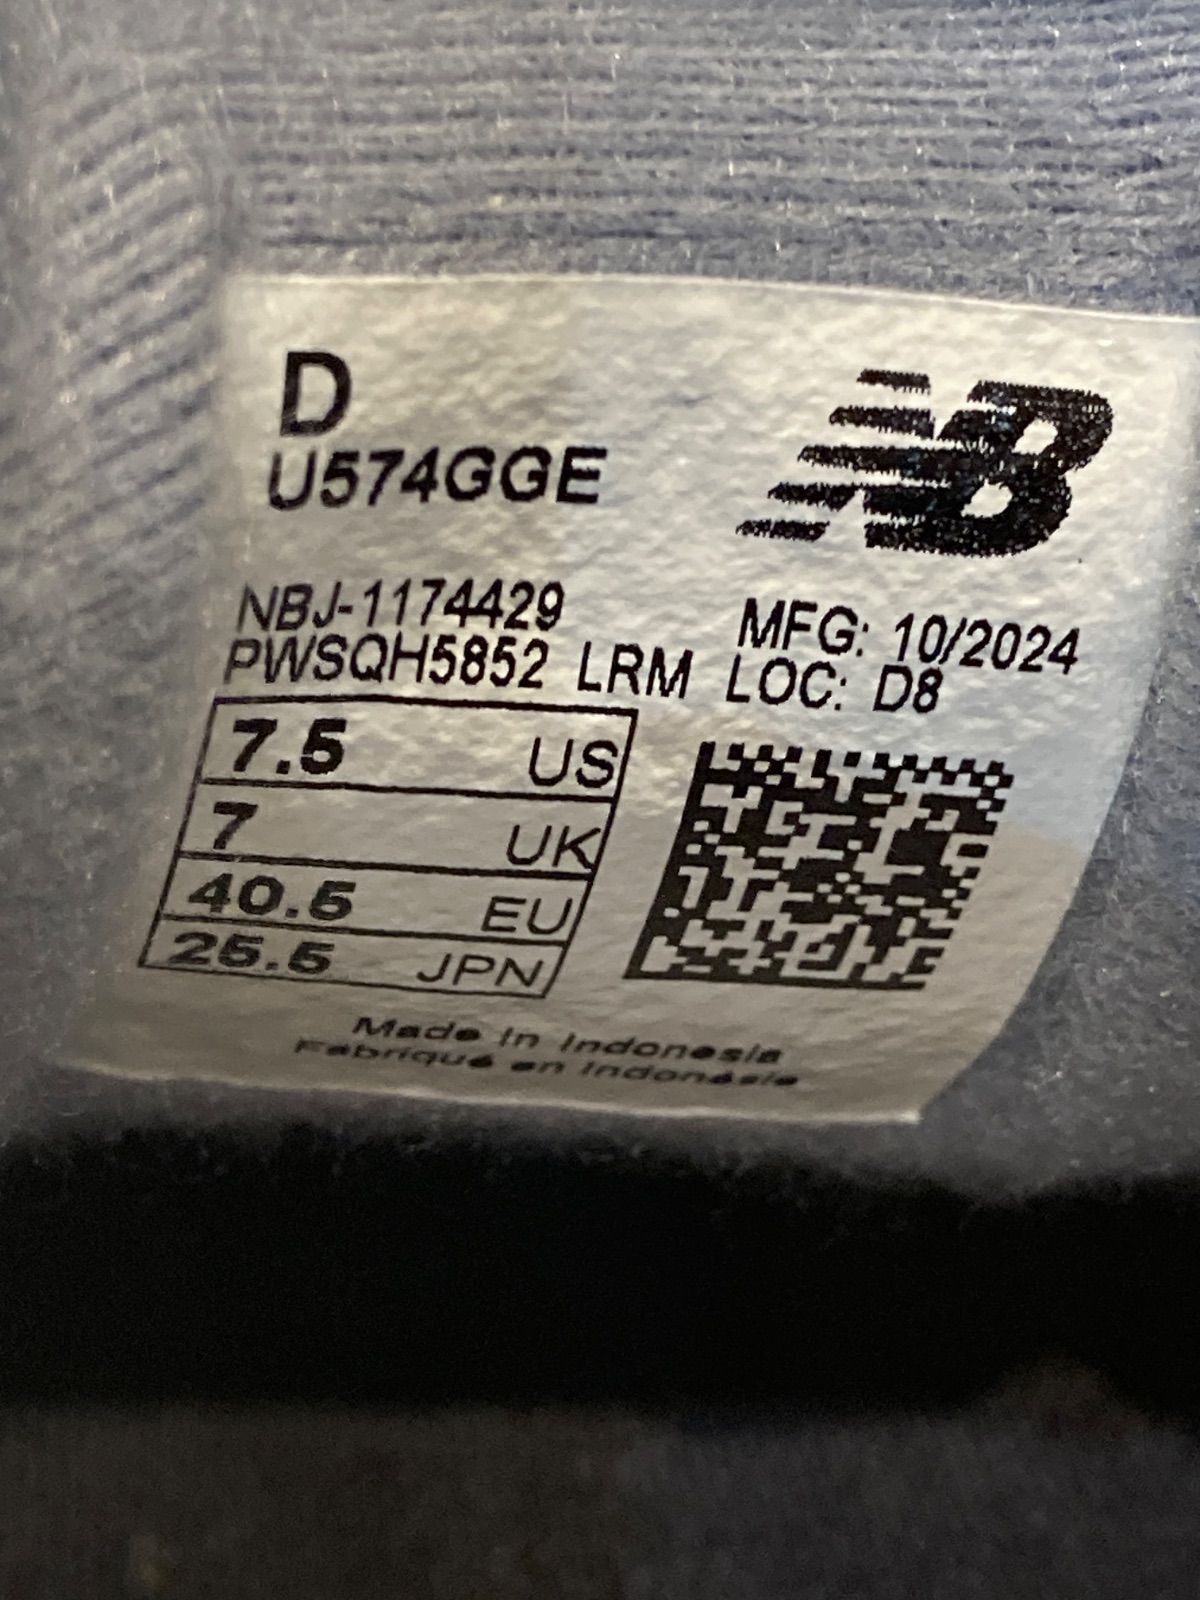 D
U574GGE
NB
NBJ-1174429
PWSQH5852 LRM
MFG: 10/2024
LOC: D8
7.5 US
7 UK
40.5 EU
25.5 JPN
Made in Indonesia
Fabriqué en Indonésie